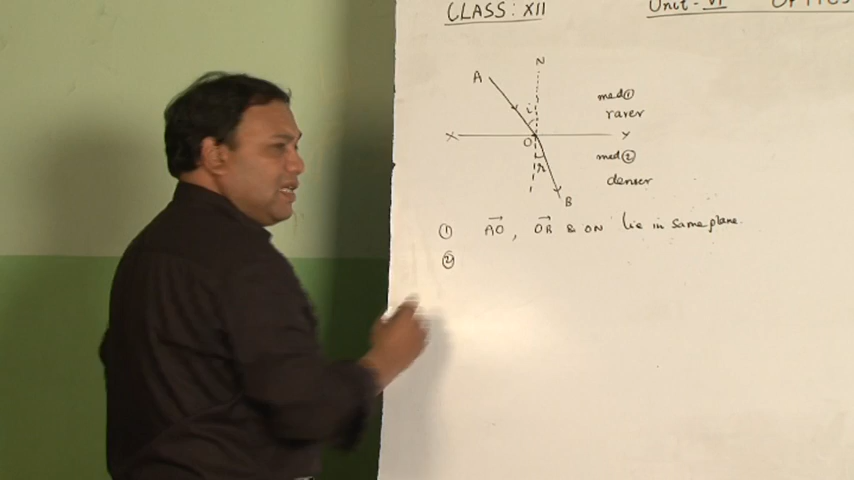 CLASS: XII Unit-VI OPTICS
N
A
i
med ①
rarer
X O Y
med ②
r
denser
B
① AO, OB & ON lie in same plane.
②